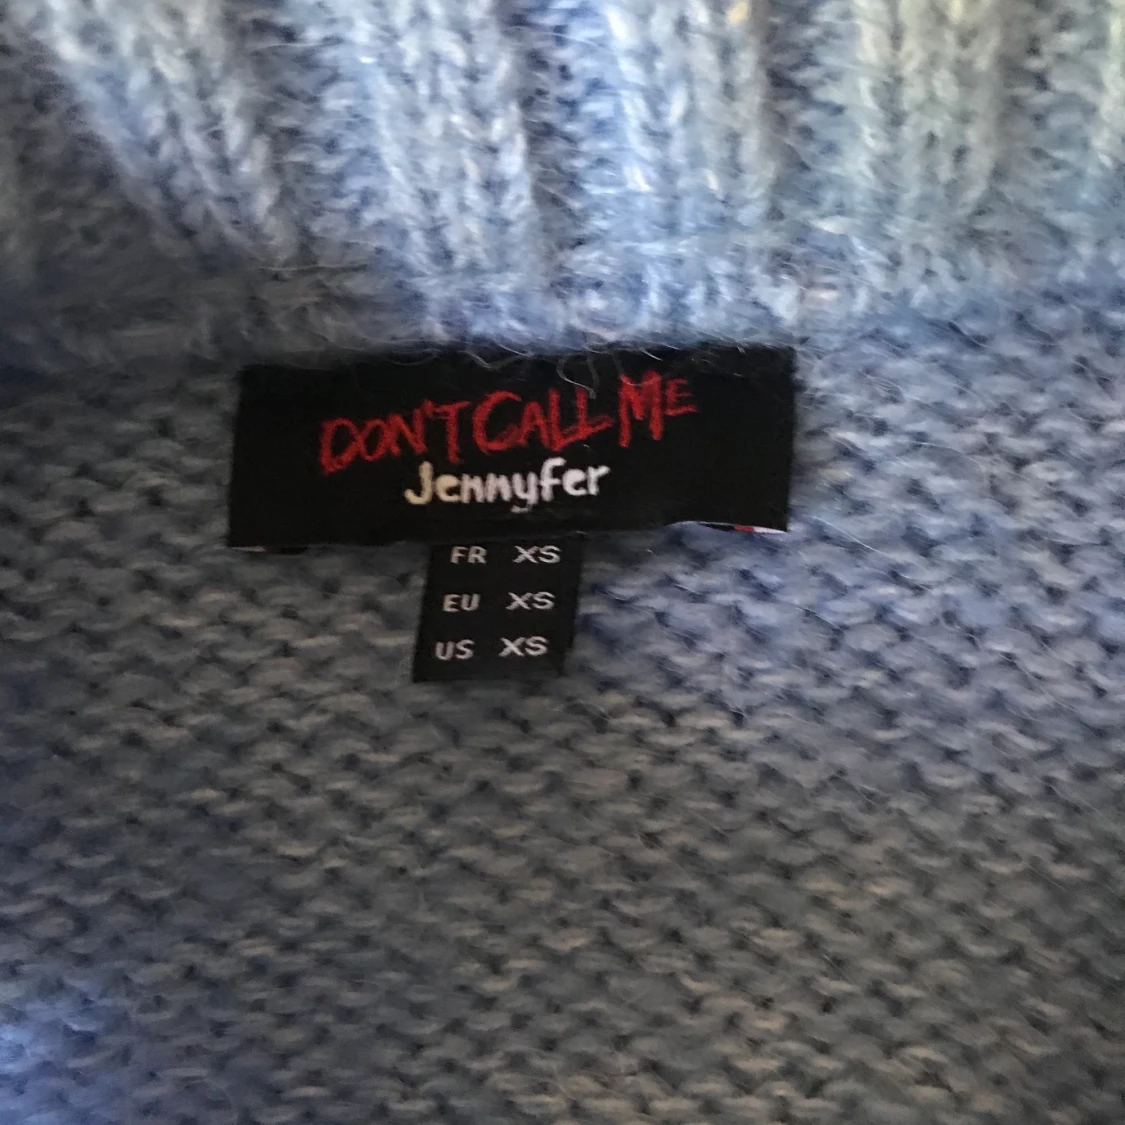 DON'T CALL ME
Jennyfer
FR XS
EU XS
US XS